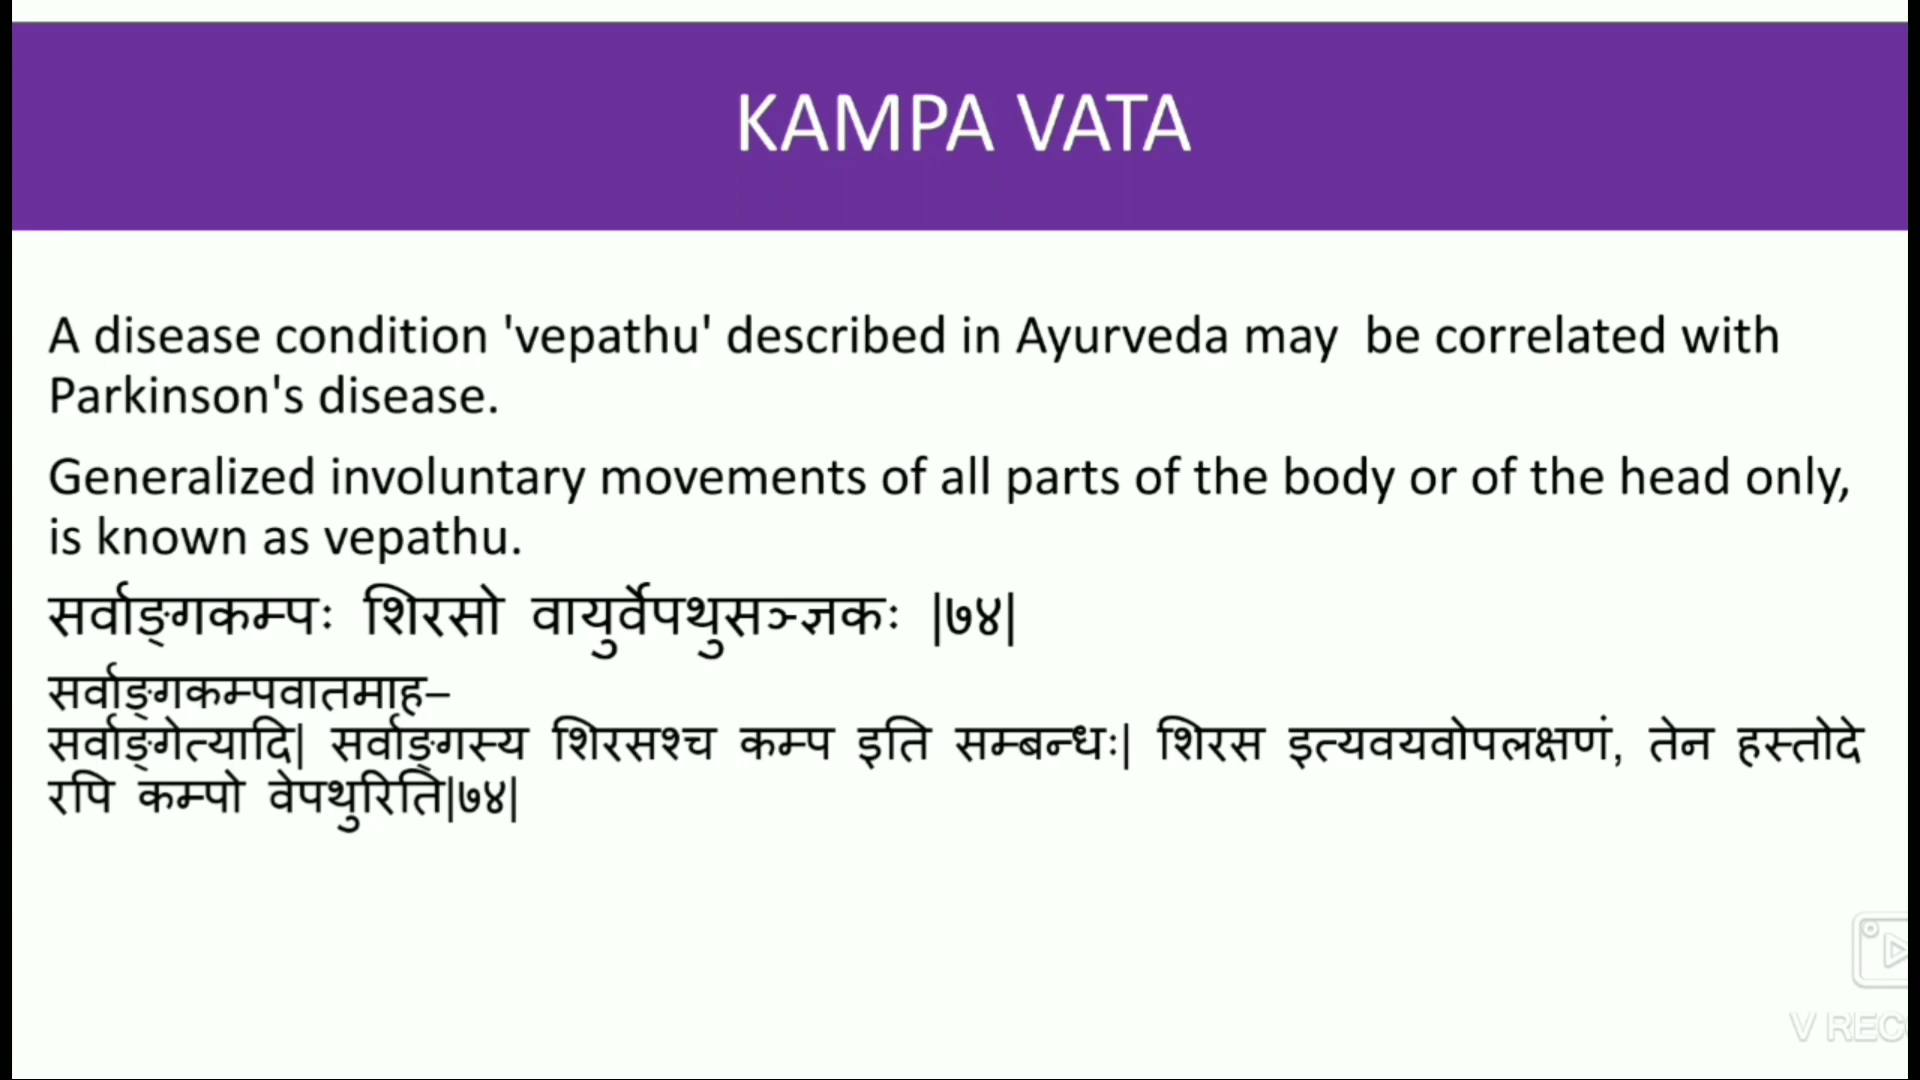 KAMPA VATA
A disease condition 'vepathu' described in Ayurveda may be correlated with
Parkinson's disease.
Generalized involuntary movements of all parts of the body or of the head only,
is known as vepathu.
सर्वाङ्गकम्पः शिरसो वायुर्वेपथुसञ्ज्ञकः |७४|
सर्वाङ्गकम्पवातमाह–
सर्वाङ्गेत्यादि| सर्वाङ्गस्य शिरसश्च कम्प इति सम्बन्धः| शिरस इत्यवयवोपलक्षणं, तेन हस्तोदे
रपि कम्पो वेपथुरिति|७४|
V REC